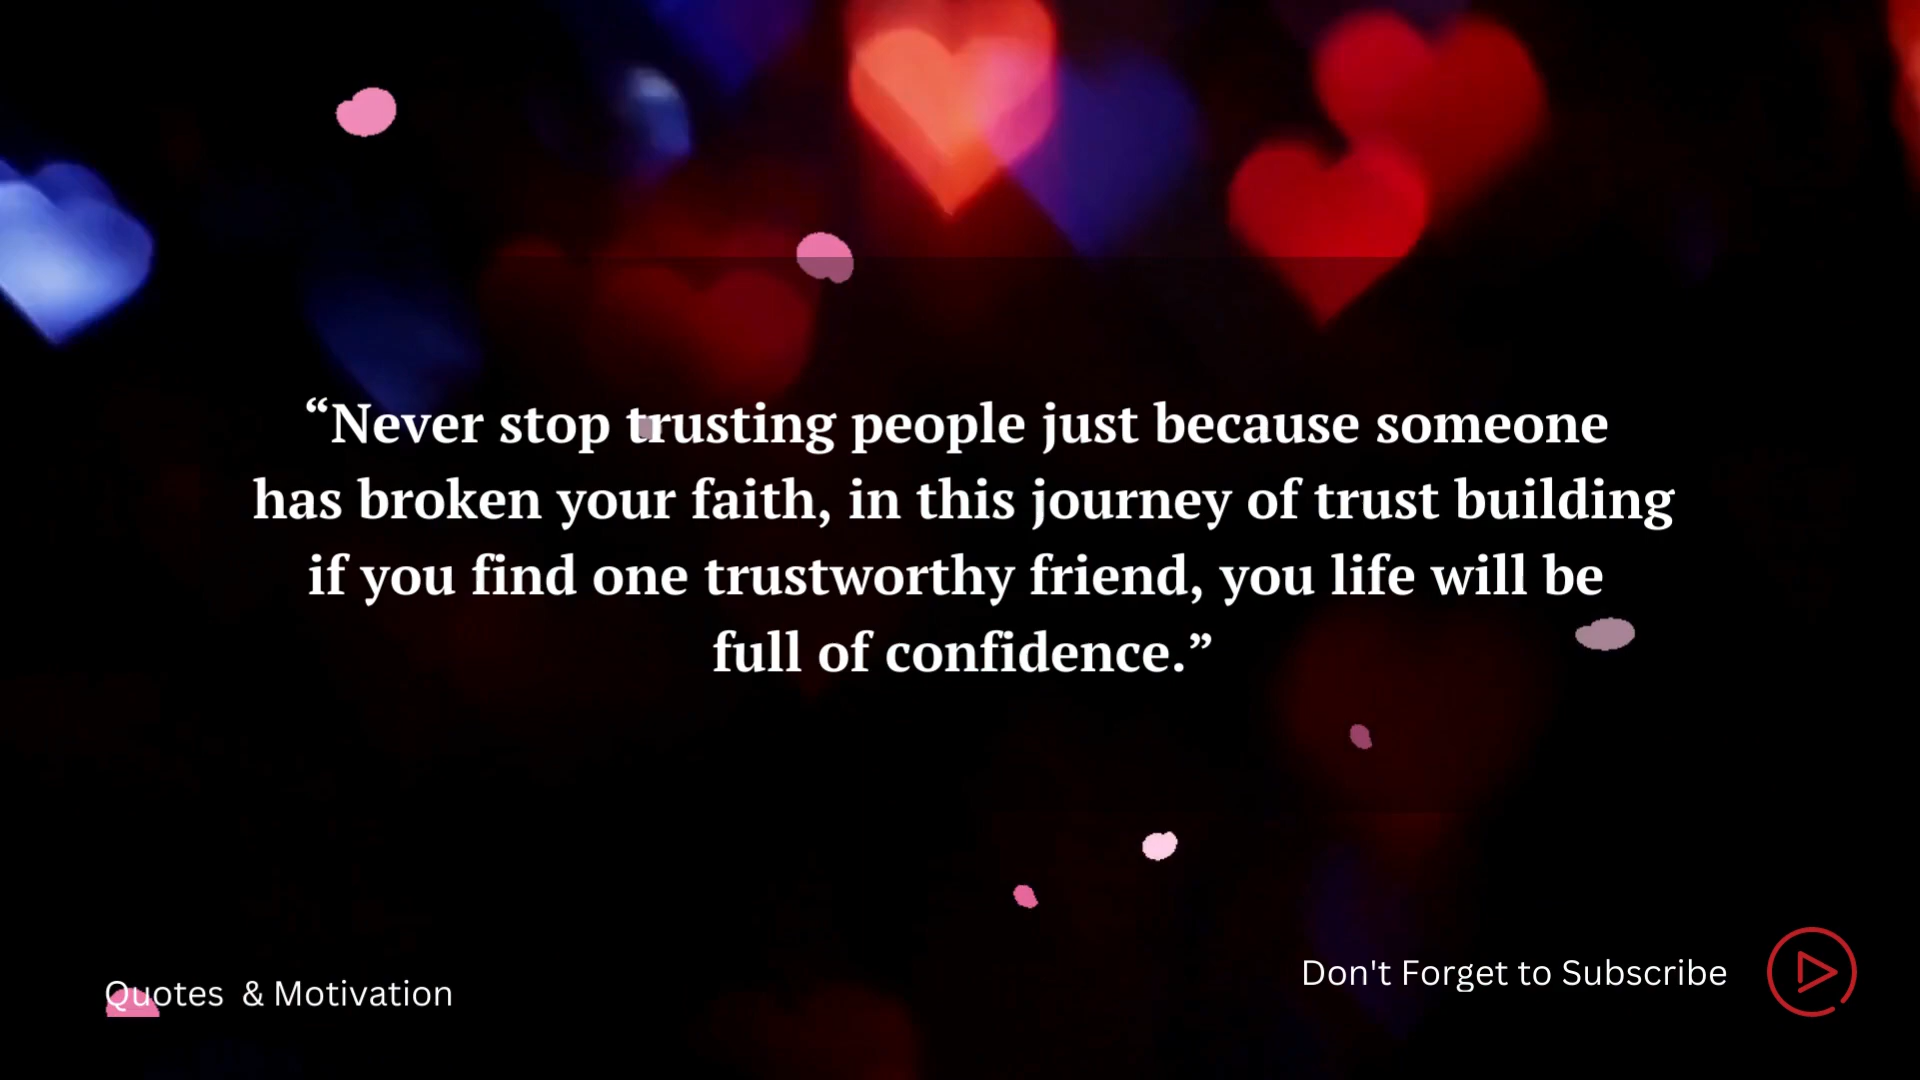 “Never stop trusting people just because someone
has broken your faith, in this journey of trust building
if you find one trustworthy friend, you life will be
full of confidence.”
Quotes & Motivation
Don't Forget to Subscribe